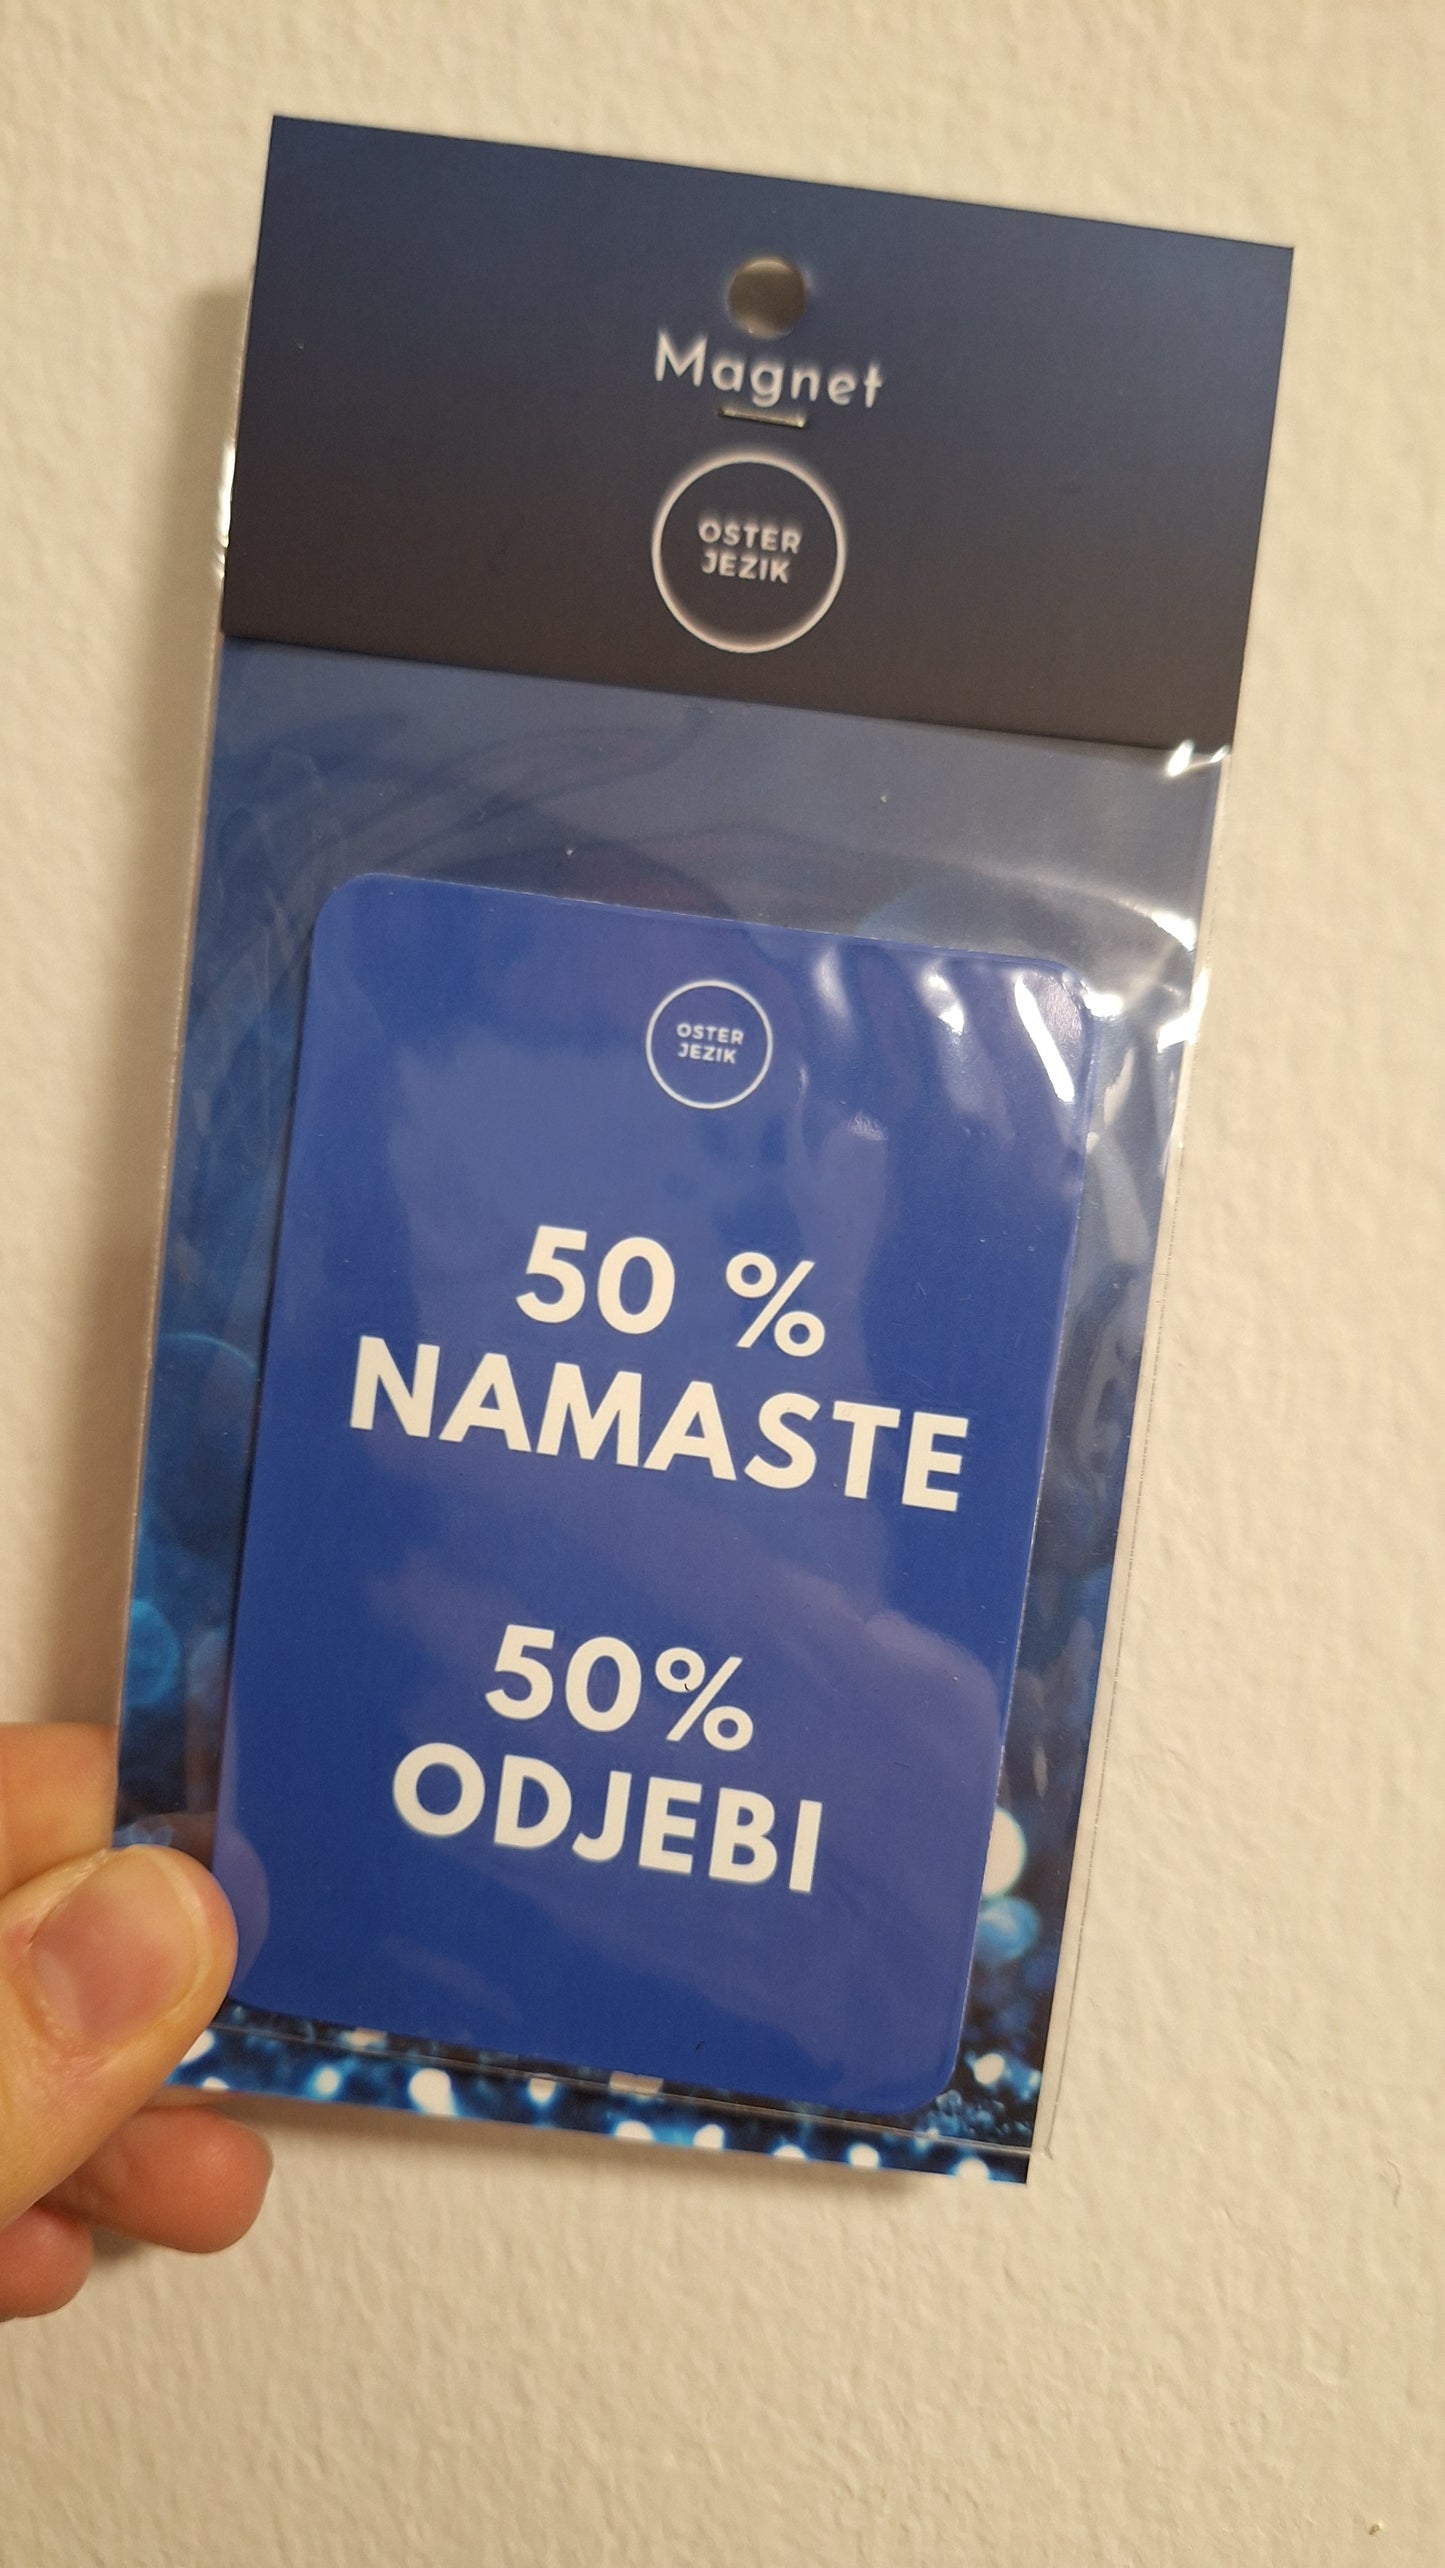 Magnet
OSTER
JEZIK
OSTER
JEZIK
50 %
NAMASTE
50%
ODJEBI